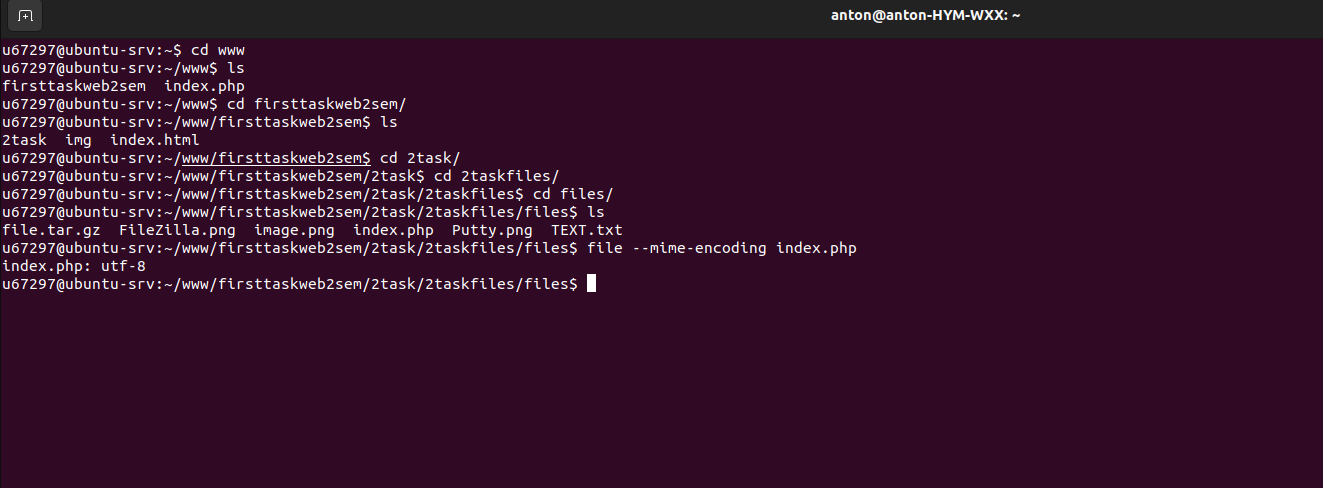 anton@anton-HYM-WXX: ~
u67297@ubuntu-srv:~$ cd www
u67297@ubuntu-srv:~/www$ ls
firsttaskweb2sem  index.php
u67297@ubuntu-srv:~/www$ cd firsttaskweb2sem/
u67297@ubuntu-srv:~/www/firsttaskweb2sem$ ls
2task  img  index.html
u67297@ubuntu-srv:~/www/firsttaskweb2sem$ cd 2task/
u67297@ubuntu-srv:~/www/firsttaskweb2sem/2task$ cd 2taskfiles/
u67297@ubuntu-srv:~/www/firsttaskweb2sem/2task/2taskfiles$ cd files/
u67297@ubuntu-srv:~/www/firsttaskweb2sem/2task/2taskfiles/files$ ls
file.tar.gz  FileZilla.png  image.png  index.php  Putty.png  TEXT.txt
u67297@ubuntu-srv:~/www/firsttaskweb2sem/2task/2taskfiles/files$ file --mime-encoding index.php
index.php: utf-8
u67297@ubuntu-srv:~/www/firsttaskweb2sem/2task/2taskfiles/files$